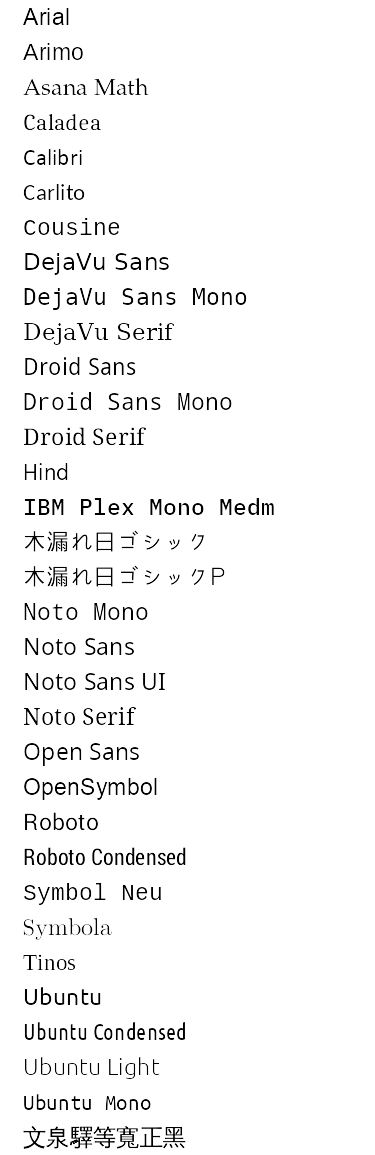 Arial
Arimo
Asana Math
Caladea
Calibri
Carlito
Cousine
DejaVu Sans
DejaVu Sans Mono
DejaVu Serif
Droid Sans
Droid Sans Mono
Droid Serif
Hind
IBM Plex Mono Medm
木漏れ日ゴシック
木漏れ日ゴシックP
Noto Mono
Noto Sans
Noto Sans UI
Noto Serif
Open Sans
OpenSymbol
Roboto
Roboto Condensed
Symbol Neu
Symbola
Tinos
Ubuntu
Ubuntu Condensed
Ubuntu Light
Ubuntu Mono
文泉驛等寬正黑